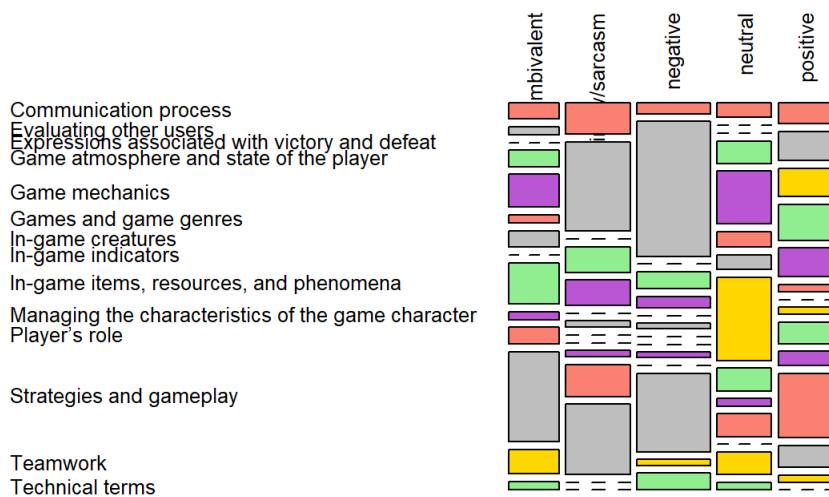 mbivalent
/sarcasm
negative
neutral
positive
Communication process
Evaluating other users
Expressions associated with victory and defeat
Game atmosphere and state of the player
Game mechanics
Games and game genres
In-game creatures
In-game indicators
In-game items, resources, and phenomena
Managing the characteristics of the game character
Player’s role
Strategies and gameplay
Teamwork
Technical terms